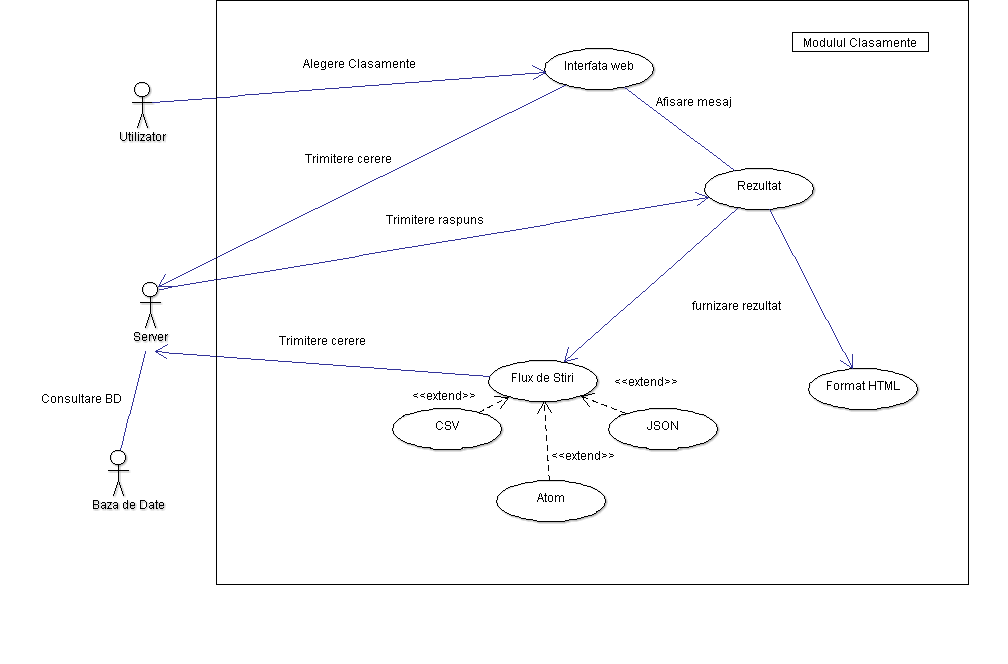 Modulul Clasamente
Alegere Clasamente
Interfata web
Afisare mesaj
Utilizator
Trimitere cerere
Rezultat
Trimitere raspuns
furnizare rezultat
Server
Trimitere cerere
Flux de Stiri
<<extend>>
Format HTML
<<extend>>
Consultare BD
CSV
JSON
<<extend>>
Atom
Baza de Date